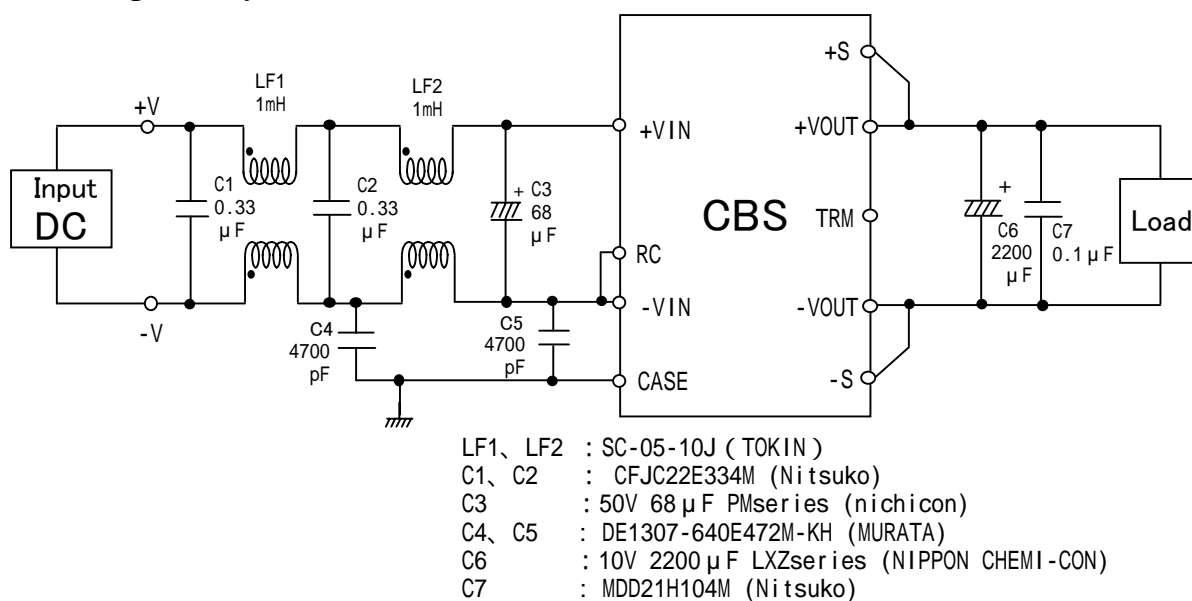 LF1
1mH
LF2
1mH
+V
-V
Input
DC
C1
0.33
μF
C2
0.33
μF
+ C3
68
μF
C4
4700
pF
C5
4700
pF
+VIN
RC
-VIN
CASE
CBS
+S
+VOUT
TRM
-VOUT
-S
+
C6
2200
μF
C7
0.1μF
Load
LF1、LF2 : SC-05-10J (TOKIN)
C1、C2 : CFJC22E334M (Nitsuko)
C3 : 50V 68μF PMseries (nichicon)
C4、C5 : DE1307-640E472M-KH (MURATA)
C6 : 10V 2200μF LXZseries (NIPPON CHEMI-CON)
C7 : MDD21H104M (Nitsuko)